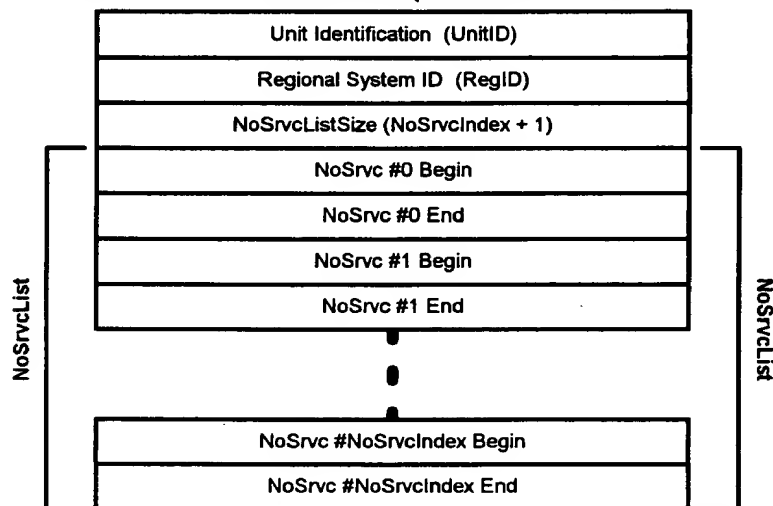 Unit Identification (UnitID)
Regional System ID (RegID)
NoSrvcListSize (NoSrvcIndex + 1)
NoSrvc #0 Begin
NoSrvc #0 End
NoSrvc #1 Begin
NoSrvc #1 End
NoSrvcList
NoSrvcList
NoSrvc #NoSrvcIndex Begin
NoSrvc #NoSrvcIndex End